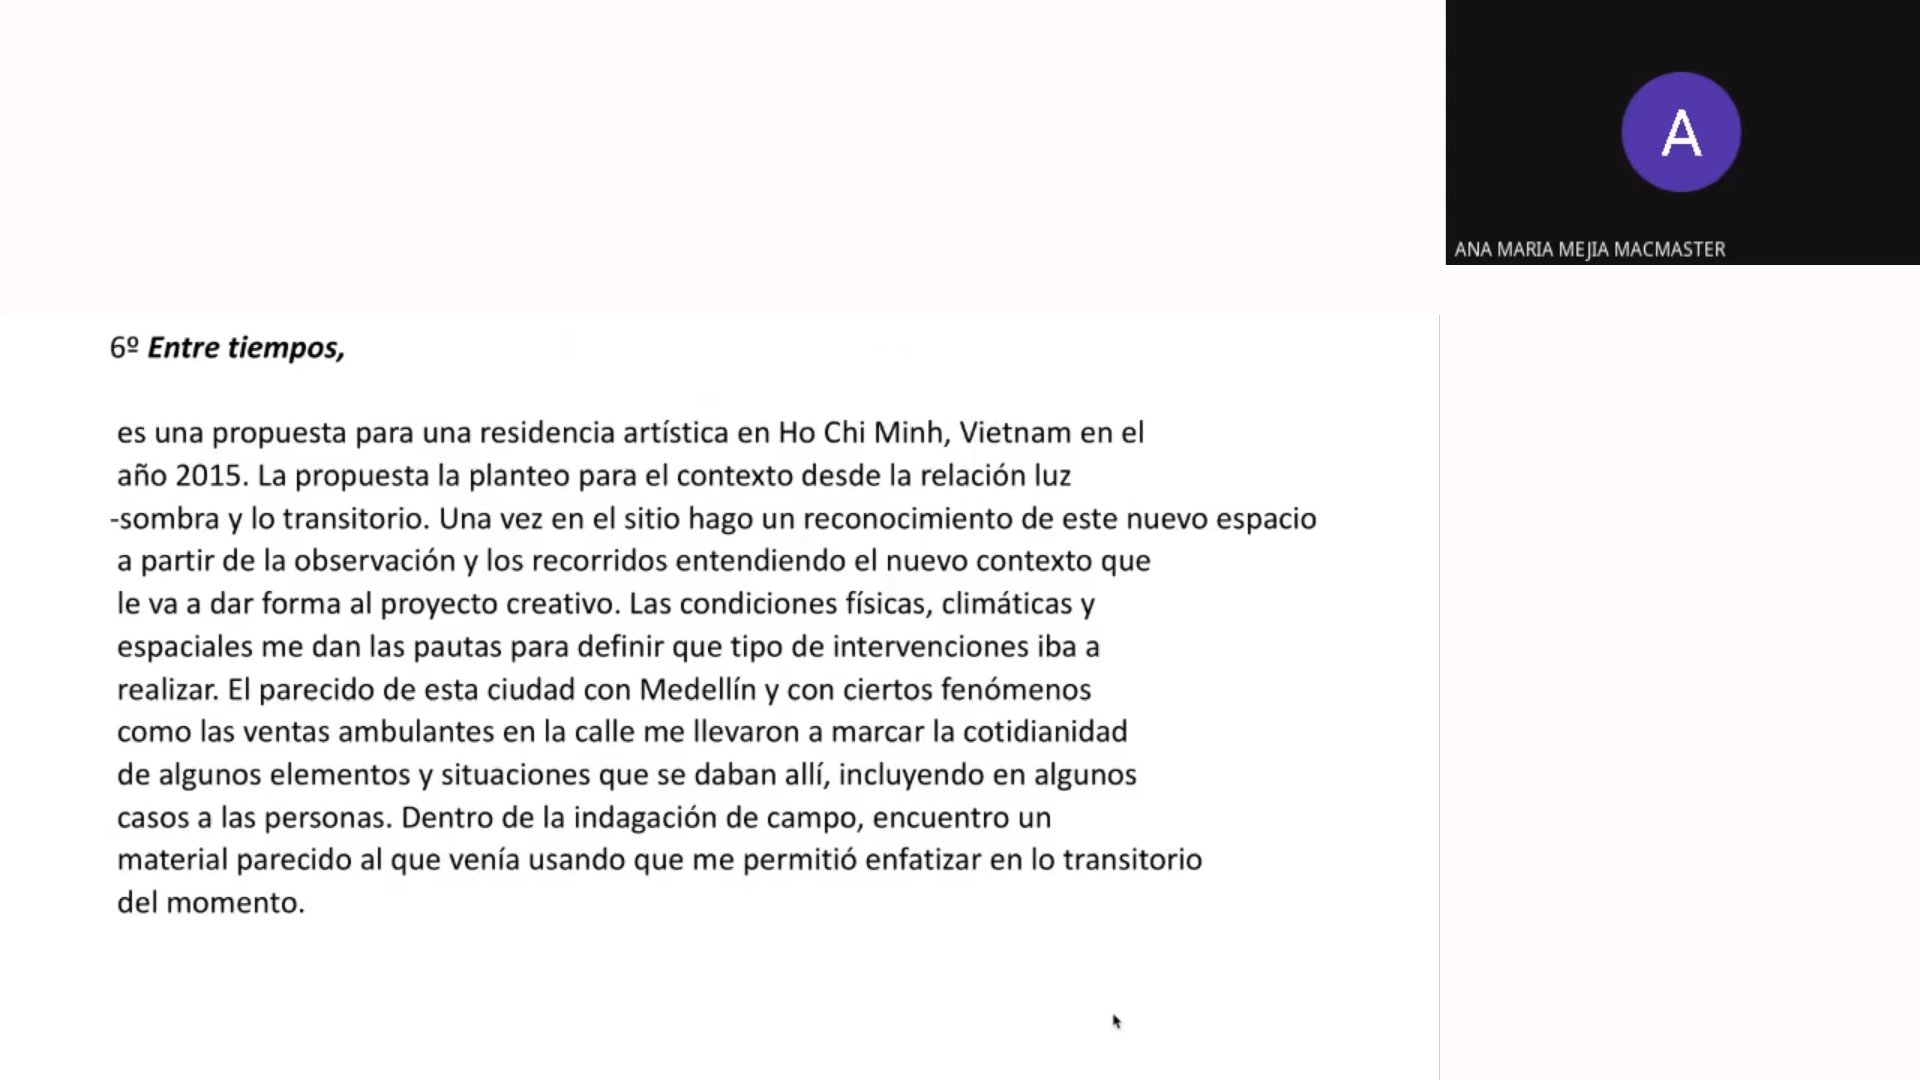 A
ANA MARIA MEJIA MACMASTER
6º Entre tiempos,
es una propuesta para una residencia artística en Ho Chi Minh, Vietnam en el
año 2015. La propuesta la planteo para el contexto desde la relación luz
-sombra y lo transitorio. Una vez en el sitio hago un reconocimiento de este nuevo espacio
a partir de la observación y los recorridos entendiendo el nuevo contexto que
le va a dar forma al proyecto creativo. Las condiciones físicas, climáticas y
espaciales me dan las pautas para definir que tipo de intervenciones iba a
realizar. El parecido de esta ciudad con Medellín y con ciertos fenómenos
como las ventas ambulantes en la calle me llevaron a marcar la cotidianidad
de algunos elementos y situaciones que se daban allí, incluyendo en algunos
casos a las personas. Dentro de la indagación de campo, encuentro un
material parecido al que venía usando que me permitió enfatizar en lo transitorio
del momento.